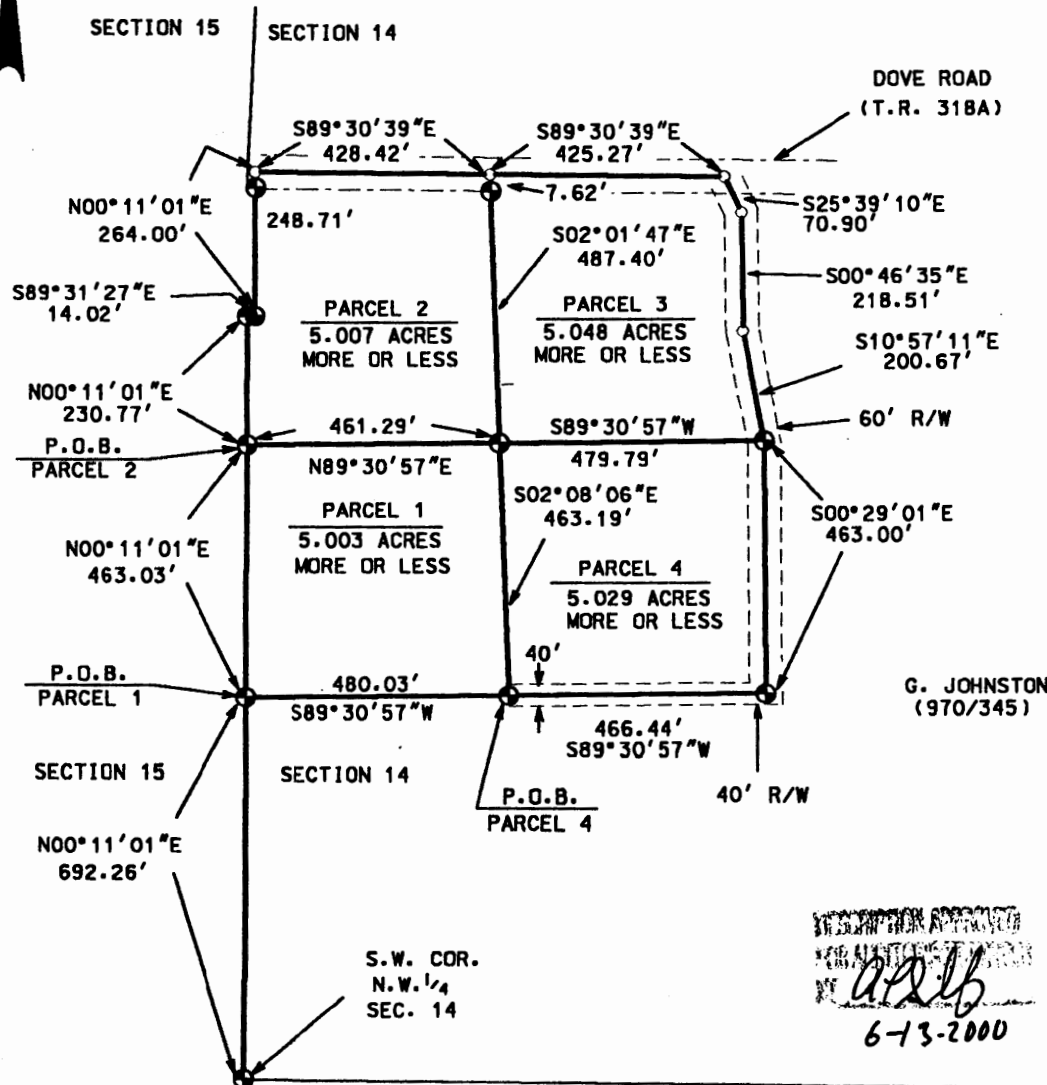 SECTION 15
SECTION 14
DOVE ROAD
(T.R. 318A)
S89°30'39"E
428.42'
S89°30'39"E
425.27'
7.62'
N00°11'01"E
264.00'
248.71'
S25°39'10"E
70.90'
S02°01'47"E
487.40'
S00°46'35"E
218.51'
S89°31'27"E
14.02'
PARCEL 2
5.007 ACRES
MORE OR LESS
PARCEL 3
5.048 ACRES
MORE OR LESS
S10°57'11"E
200.67'
N00°11'01"E
230.77'
60' R/W
P.O.B.
PARCEL 2
461.29'
N89°30'57"E
S89°30'57"W
479.79'
S02°08'06"E
463.19'
S00°29'01"E
463.00'
PARCEL 1
5.003 ACRES
MORE OR LESS
N00°11'01"E
463.03'
PARCEL 4
5.029 ACRES
MORE OR LESS
40'
P.O.B.
PARCEL 1
480.03'
S89°30'57"W
466.44'
S89°30'57"W
G. JOHNSTON
(970/345)
SECTION 15
SECTION 14
P.O.B.
PARCEL 4
40' R/W
N00°11'01"E
692.26'
S.W. COR.
N.W. 1/4
SEC. 14
DESCRIPTION APPROVED
6-13-2000